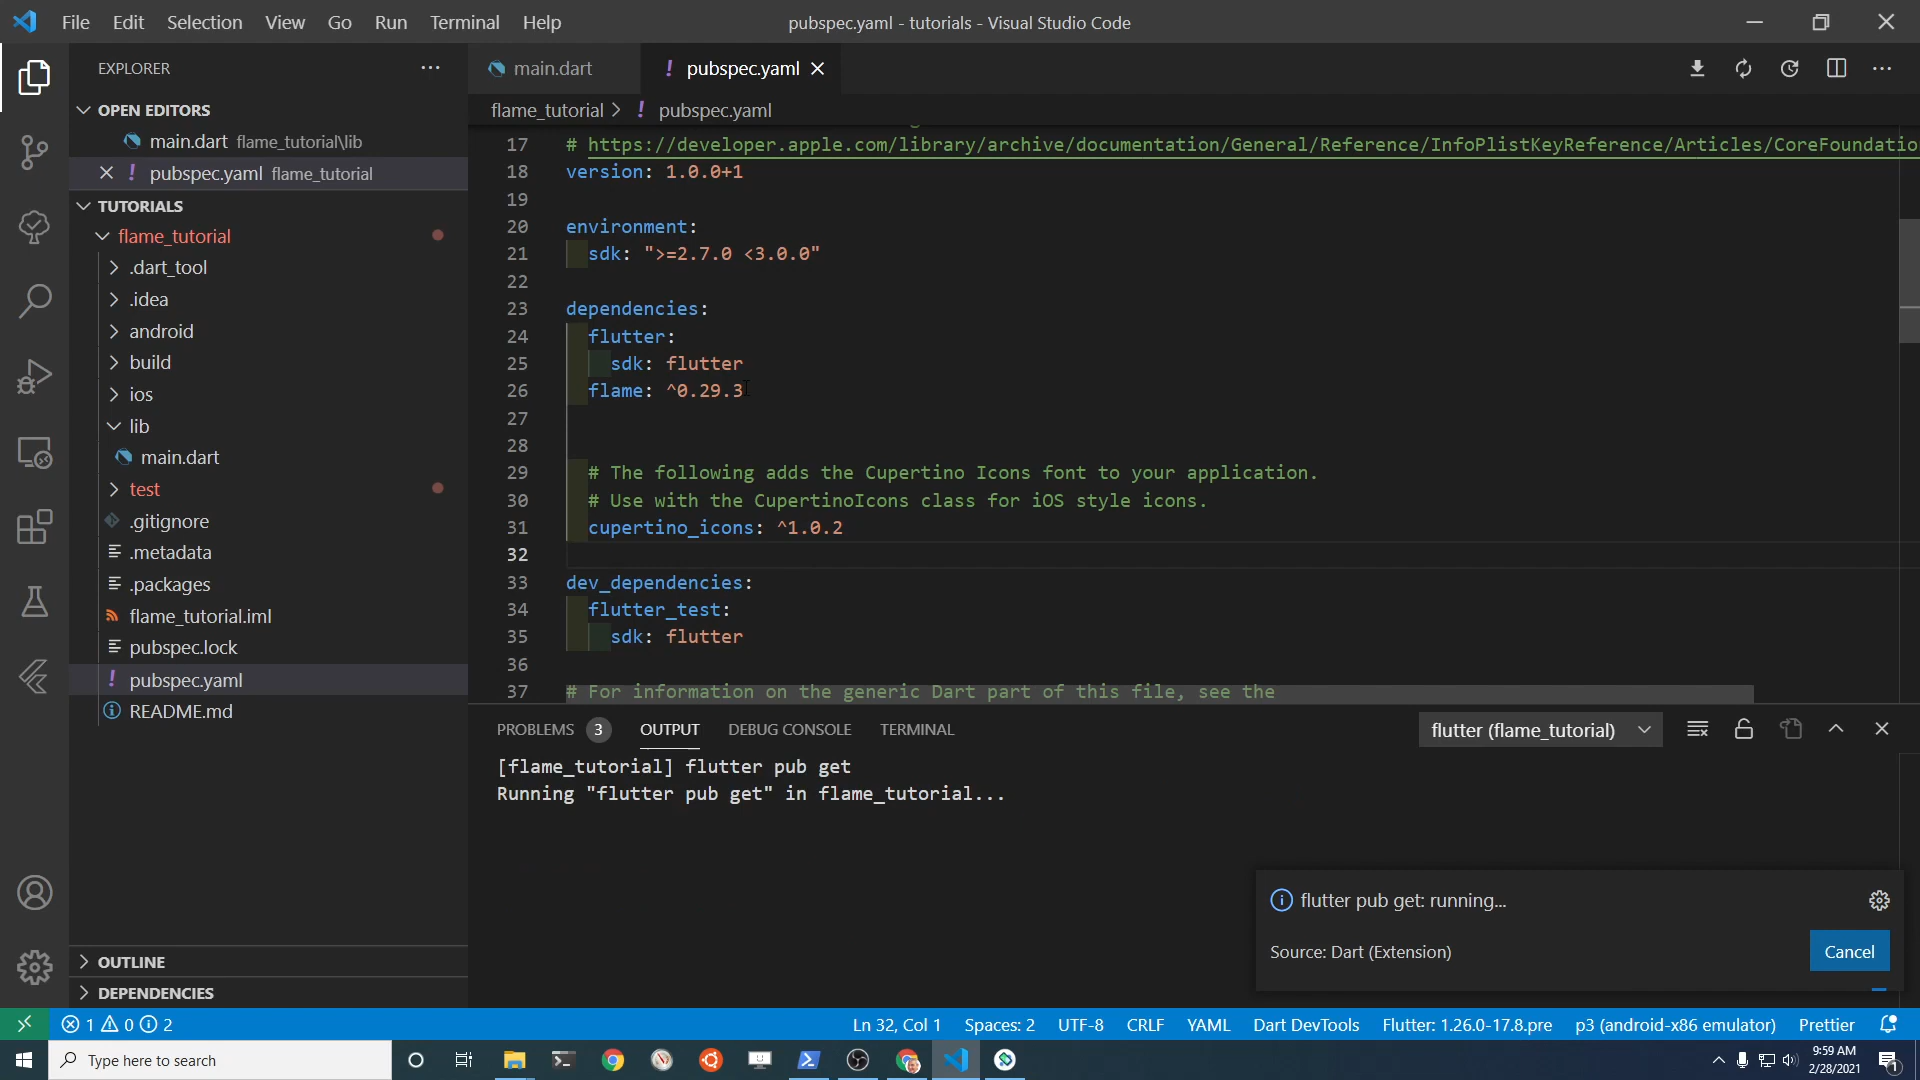 File Edit Selection View Go Run Terminal Help
pubspec.yaml - tutorials - Visual Studio Code
EXPLORER
OPEN EDITORS
main.dart flame_tutorial\lib
pubspec.yaml flame_tutorial
TUTORIALS
flame_tutorial
.dart_tool
.idea
android
build
ios
lib
main.dart
test
.gitignore
.metadata
.packages
flame_tutorial.iml
pubspec.lock
pubspec.yaml
README.md
OUTLINE
DEPENDENCIES
main.dart
pubspec.yaml
flame_tutorial > pubspec.yaml
17 # https://developer.apple.com/library/archive/documentation/General/Reference/InfoPlistKeyReference/Articles/CoreFoundatio
18 version: 1.0.0+1
19
20 environment:
21 sdk: ">=2.7.0 <3.0.0"
22
23 dependencies:
24 flutter:
25 sdk: flutter
26 flame: ^0.29.3
27
28
29 # The following adds the Cupertino Icons font to your application.
30 # Use with the CupertinoIcons class for iOS style icons.
31 cupertino_icons: ^1.0.2
32
33 dev_dependencies:
34 flutter_test:
35 sdk: flutter
36
37 # For information on the generic Dart part of this file, see the
PROBLEMS 3 OUTPUT DEBUG CONSOLE TERMINAL
flutter (flame_tutorial)
[flame_tutorial] flutter pub get
Running "flutter pub get" in flame_tutorial...
flutter pub get: running...
Source: Dart (Extension)
Cancel
1 0 2
Ln 32, Col 1 Spaces: 2 UTF-8 CRLF YAML Dart DevTools Flutter: 1.26.0-17.8.pre p3 (android-x86 emulator) Prettier
Type here to search
9:59 AM
2/28/2021
1